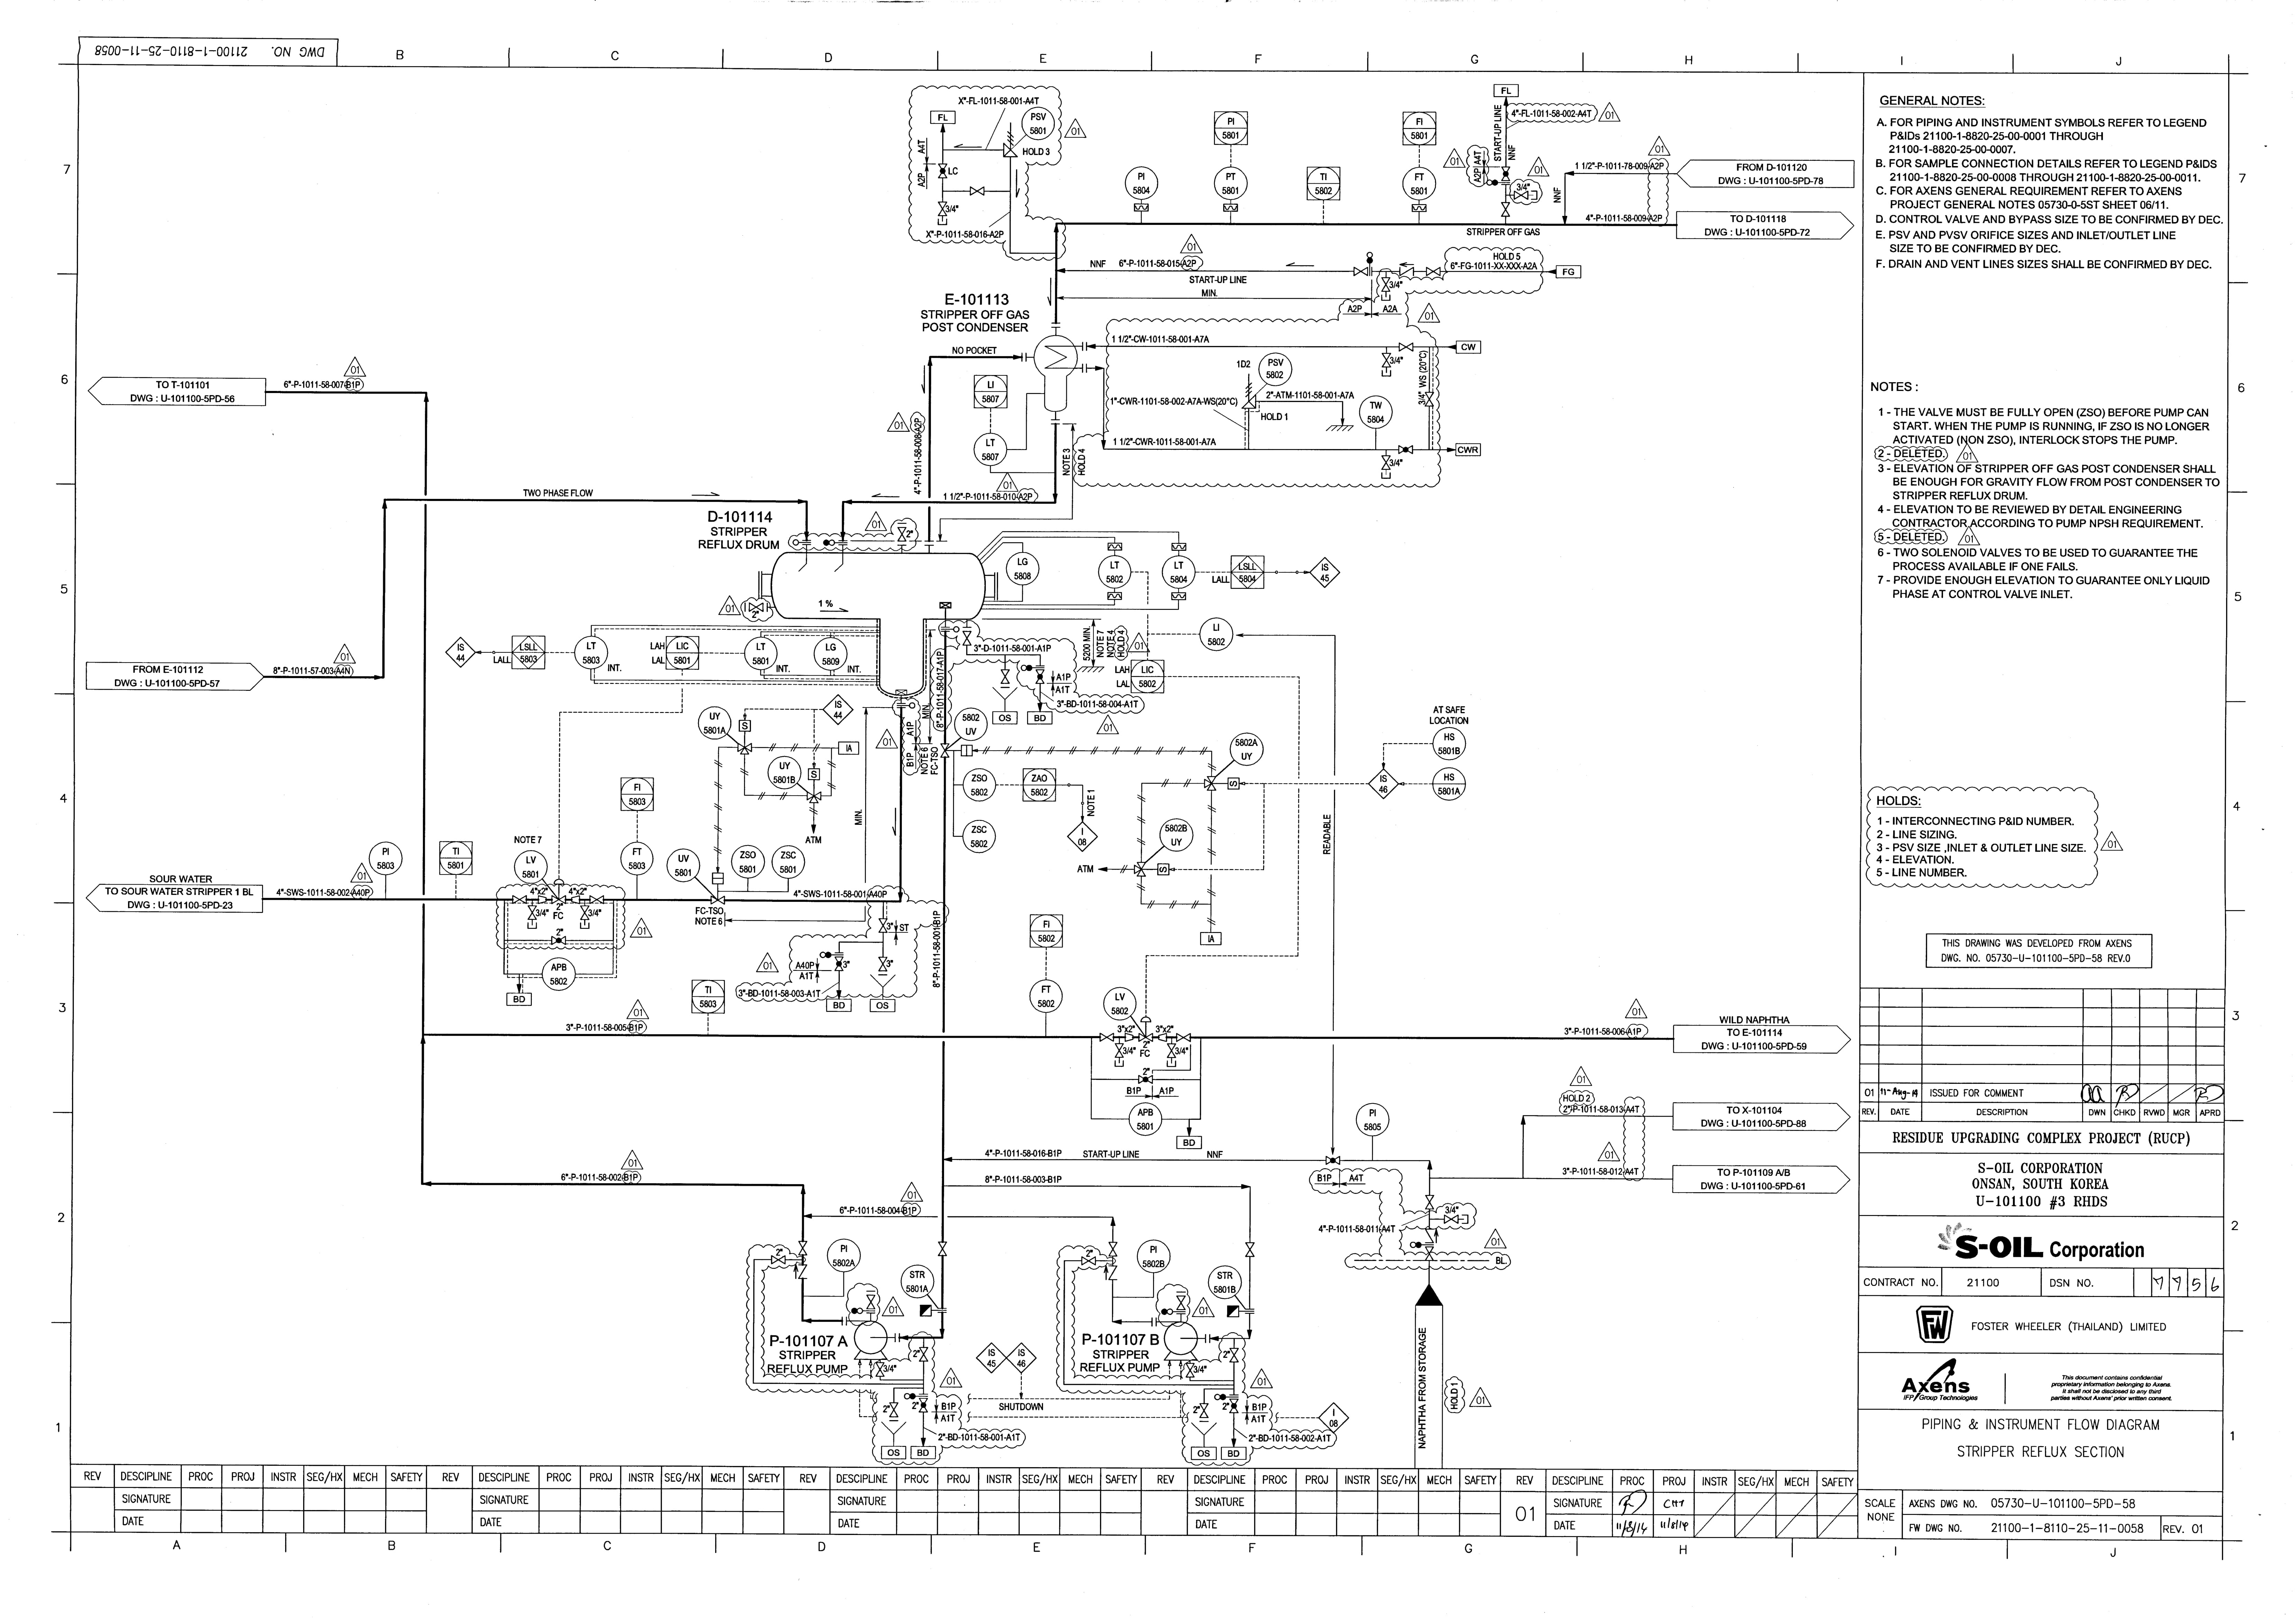 DWG NO. 21100-1-8110-25-11-0058
B
C
D
E
F
G
H
I
J
7
6
5
4
3
2
1
X"-FL-1011-58-001-A4T
FL
PSV
5801
01
HOLD 3
A4T
A2P
LC
3/4"
X"-P-1011-58-016-A2P
PI
5804
PI
5801
PT
5801
TI
5802
FI
5801
FT
5801
FL
4"-FL-1011-58-002-A4T
01
START-UP LINE
NNF
A4T
A2P
3/4"
01
1 1/2"-P-1011-78-009-A2P
FROM D-101120
DWG : U-101100-5PD-78
NNF
4"-P-1011-58-009-A2P
TO D-101118
DWG : U-101100-5PD-72
STRIPPER OFF GAS
NNF
6"-P-1011-58-015-A2P
01
START-UP LINE
MIN.
HOLD 5
6"-FG-1011-XX-XXX-A2A
FG
3/4"
A2P
A2A
01
E-101113
STRIPPER OFF GAS
POST CONDENSER
NO POCKET
1 1/2"-CW-1011-58-001-A7A
CW
3/4"
3/4" WS (20°C)
1D2
PSV
5802
1"-CWR-1101-58-002-A7A-WS(20°C)
2"-ATM-1101-58-001-A7A
HOLD 1
TW
5804
1 1/2"-CWR-1011-58-001-A7A
CWR
3/4"
LI
5807
LT
5807
NOTE 3
HOLD 4
4"-P-1011-58-008-A2P
01
1 1/2"-P-1011-58-010-A2P
01
TO T-101101
DWG : U-101100-5PD-56
6"-P-1011-58-007-B1P
01
TWO PHASE FLOW
D-101114
STRIPPER
REFLUX DRUM
01
2"
1 %
01
2"
LG
5808
LT
5802
LT
5804
LALL
LSLL
5804
IS
45
FROM E-101112
DWG : U-101100-5PD-57
8"-P-1011-57-003-A4N
01
IS
44
LALL
LSLL
5803
LT
5803
INT.
LAH
LAL
LIC
5801
LT
5801
INT.
LG
5809
INT.
8"-P-1011-58-017-A1P
MIN.
3"-D-1011-58-001-A1P
A1P
A1T
3"-BD-1011-58-004-A1T
OS
BD
01
5200 MIN.
NOTE 7
NOTE 4
HOLD 4
01
LI
5802
LAH
LAL
LIC
5802
UY
5801A
S
IS
44
IA
UY
5801B
S
ATM
MIN.
01
A1P
B1P
NOTE 6
FC-TSO
5802
UV
ZSO
5802
ZAO
5802
NOTE 1
I
08
ZSC
5802
5802A
UY
S
5802B
UY
S
ATM
IA
AT SAFE
LOCATION
HS
5801B
IS
46
HS
5801A
READABLE
SOUR WATER
TO SOUR WATER STRIPPER 1 BL
DWG : U-101100-5PD-23
4"-SWS-1011-58-002-A40P
01
PI
5803
TI
5801
NOTE 7
LV
5801
4"x2"
4"x2"
2"
FC
3/4"
3/4"
2"
APB
5802
BD
01
FI
5803
FT
5803
UV
5801
FC-TSO
NOTE 6
ZSO
5801
ZSC
5801
4"-SWS-1011-58-001-A40P
3"
ST
A40P
A1T
3"
3"
3"-BD-1011-58-003-A1T
BD
OS
01
8"-P-1011-58-001-B1P
FI
5802
FT
5802
TI
5803
3"-P-1011-58-005-B1P
01
LV
5802
3"x2"
3"x2"
2"
FC
3/4"
3/4"
2"
B1P
A1P
APB
5801
BD
01
3"-P-1011-58-006-A1P
WILD NAPHTHA
TO E-101114
DWG : U-101100-5PD-59
01
HOLD 2
2"-P-1011-58-013-A4T
TO X-101104
DWG : U-101100-5PD-88
01
3"-P-1011-58-012-A4T
TO P-101109 A/B
DWG : U-101100-5PD-61
PI
5805
4"-P-1011-58-016-B1P START-UP LINE NNF
8"-P-1011-58-003-B1P
B1P
A4T
3/4"
4"-P-1011-58-011-A4T
01
BL.
NAPHTHA FROM STORAGE
HOLD 1
01
6"-P-1011-58-002-B1P
01
6"-P-1011-58-004-B1P
01
2"
PI
5802A
STR
5801A
01
P-101107 A
STRIPPER
REFLUX PUMP
3/4"
2"
2"
2"
B1P
A1T
2"-BD-1011-58-001-A1T
OS
BD
01
IS
45
IS
46
SHUTDOWN
2"
PI
5802B
STR
5801B
01
P-101107 B
STRIPPER
REFLUX PUMP
3/4"
2"
2"
2"
B1P
A1T
2"-BD-1011-58-002-A1T
OS
BD
01
I
08
GENERAL NOTES:
A. FOR PIPING AND INSTRUMENT SYMBOLS REFER TO LEGEND
P&IDs 21100-1-8820-25-00-0001 THROUGH
21100-1-8820-25-00-0007.
B. FOR SAMPLE CONNECTION DETAILS REFER TO LEGEND P&IDS
21100-1-8820-25-00-0008 THROUGH 21100-1-8820-25-00-0011.
C. FOR AXENS GENERAL REQUIREMENT REFER TO AXENS
PROJECT GENERAL NOTES 05730-0-5ST SHEET 06/11.
D. CONTROL VALVE AND BYPASS SIZE TO BE CONFIRMED BY DEC.
E. PSV AND PVSV ORIFICE SIZES AND INLET/OUTLET LINE
SIZE TO BE CONFIRMED BY DEC.
F. DRAIN AND VENT LINES SIZES SHALL BE CONFIRMED BY DEC.
NOTES :
1 - THE VALVE MUST BE FULLY OPEN (ZSO) BEFORE PUMP CAN
START. WHEN THE PUMP IS RUNNING, IF ZSO IS NO LONGER
ACTIVATED (NON ZSO), INTERLOCK STOPS THE PUMP.
2 - DELETED. 01
3 - ELEVATION OF STRIPPER OFF GAS POST CONDENSER SHALL
BE ENOUGH FOR GRAVITY FLOW FROM POST CONDENSER TO
STRIPPER REFLUX DRUM.
4 - ELEVATION TO BE REVIEWED BY DETAIL ENGINEERING
CONTRACTOR ACCORDING TO PUMP NPSH REQUIREMENT.
5 - DELETED. 01
6 - TWO SOLENOID VALVES TO BE USED TO GUARANTEE THE
PROCESS AVAILABLE IF ONE FAILS.
7 - PROVIDE ENOUGH ELEVATION TO GUARANTEE ONLY LIQUID
PHASE AT CONTROL VALVE INLET.
HOLDS:
1 - INTERCONNECTING P&ID NUMBER.
2 - LINE SIZING.
3 - PSV SIZE ,INLET & OUTLET LINE SIZE.
4 - ELEVATION.
5 - LINE NUMBER.
01
THIS DRAWING WAS DEVELOPED FROM AXENS
DWG. NO. 05730-U-101100-5PD-58 REV.0
01 11-Aug-14 ISSUED FOR COMMENT
REV. DATE DESCRIPTION DWN CHKD RVWD MGR APRD
RESIDUE UPGRADING COMPLEX PROJECT (RUCP)
S-OIL CORPORATION
ONSAN, SOUTH KOREA
U-101100 #3 RHDS
S-OIL Corporation
CONTRACT NO. 21100 DSN NO. 7 7 5 6
FW FOSTER WHEELER (THAILAND) LIMITED
Axens
IFP Group Technologies
This document contains confidential
proprietary information belonging to Axens.
It shall not be disclosed to any third
parties without Axens' prior written consent.
PIPING & INSTRUMENT FLOW DIAGRAM
STRIPPER REFLUX SECTION
SCALE
NONE
AXENS DWG NO. 05730-U-101100-5PD-58
FW DWG NO. 21100-1-8110-25-11-0058 REV. 01
REV DESCIPLINE PROC PROJ INSTR SEG/HX MECH SAFETY REV DESCIPLINE PROC PROJ INSTR SEG/HX MECH SAFETY REV DESCIPLINE PROC PROJ INSTR SEG/HX MECH SAFETY REV DESCIPLINE PROC PROJ INSTR SEG/HX MECH SAFETY REV DESCIPLINE PROC PROJ INSTR SEG/HX MECH SAFETY
SIGNATURE SIGNATURE SIGNATURE SIGNATURE 01 SIGNATURE
DATE DATE DATE DATE DATE 11/8/14 11/8/14
A
B
C
D
E
F
G
H
I
J